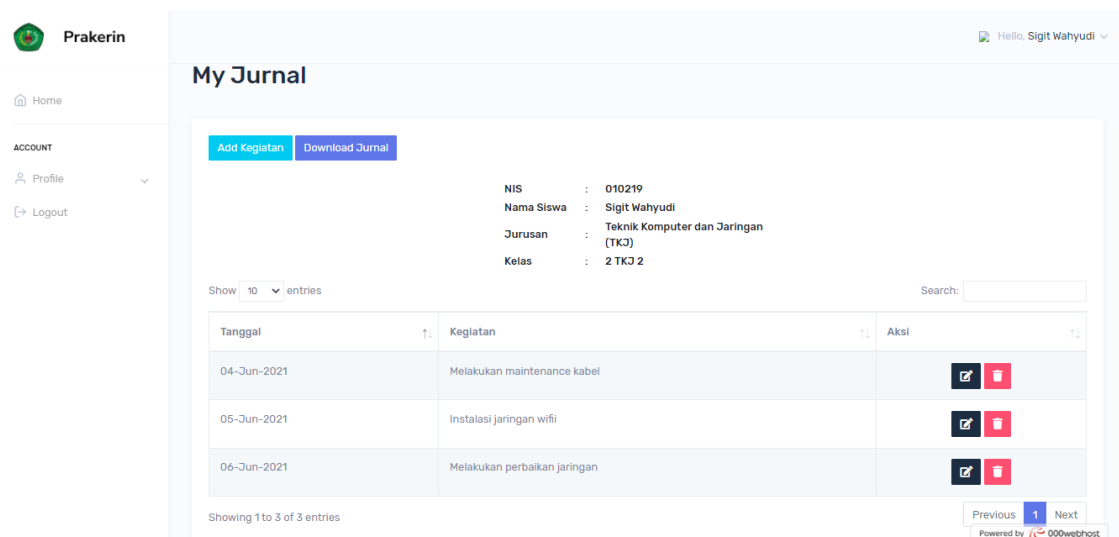 Prakerin
Hello, Sigit Wahyudi
My Jurnal
Home
ACCOUNT
Profile
Logout
Add Kegiatan Download Jurnal
NIS : 010219
Nama Siswa : Sigit Wahyudi
Jurusan : Teknik Komputer dan Jaringan
(TKJ)
Kelas : 2 TKJ 2
Show 10 entries Search:
Tanggal Kegiatan Aksi
04-Jun-2021 Melakukan maintenance kabel
05-Jun-2021 Instalasi jaringan wifii
06-Jun-2021 Melakukan perbaikan jaringan
Showing 1 to 3 of 3 entries Previous 1 Next
Powered by 000webhost